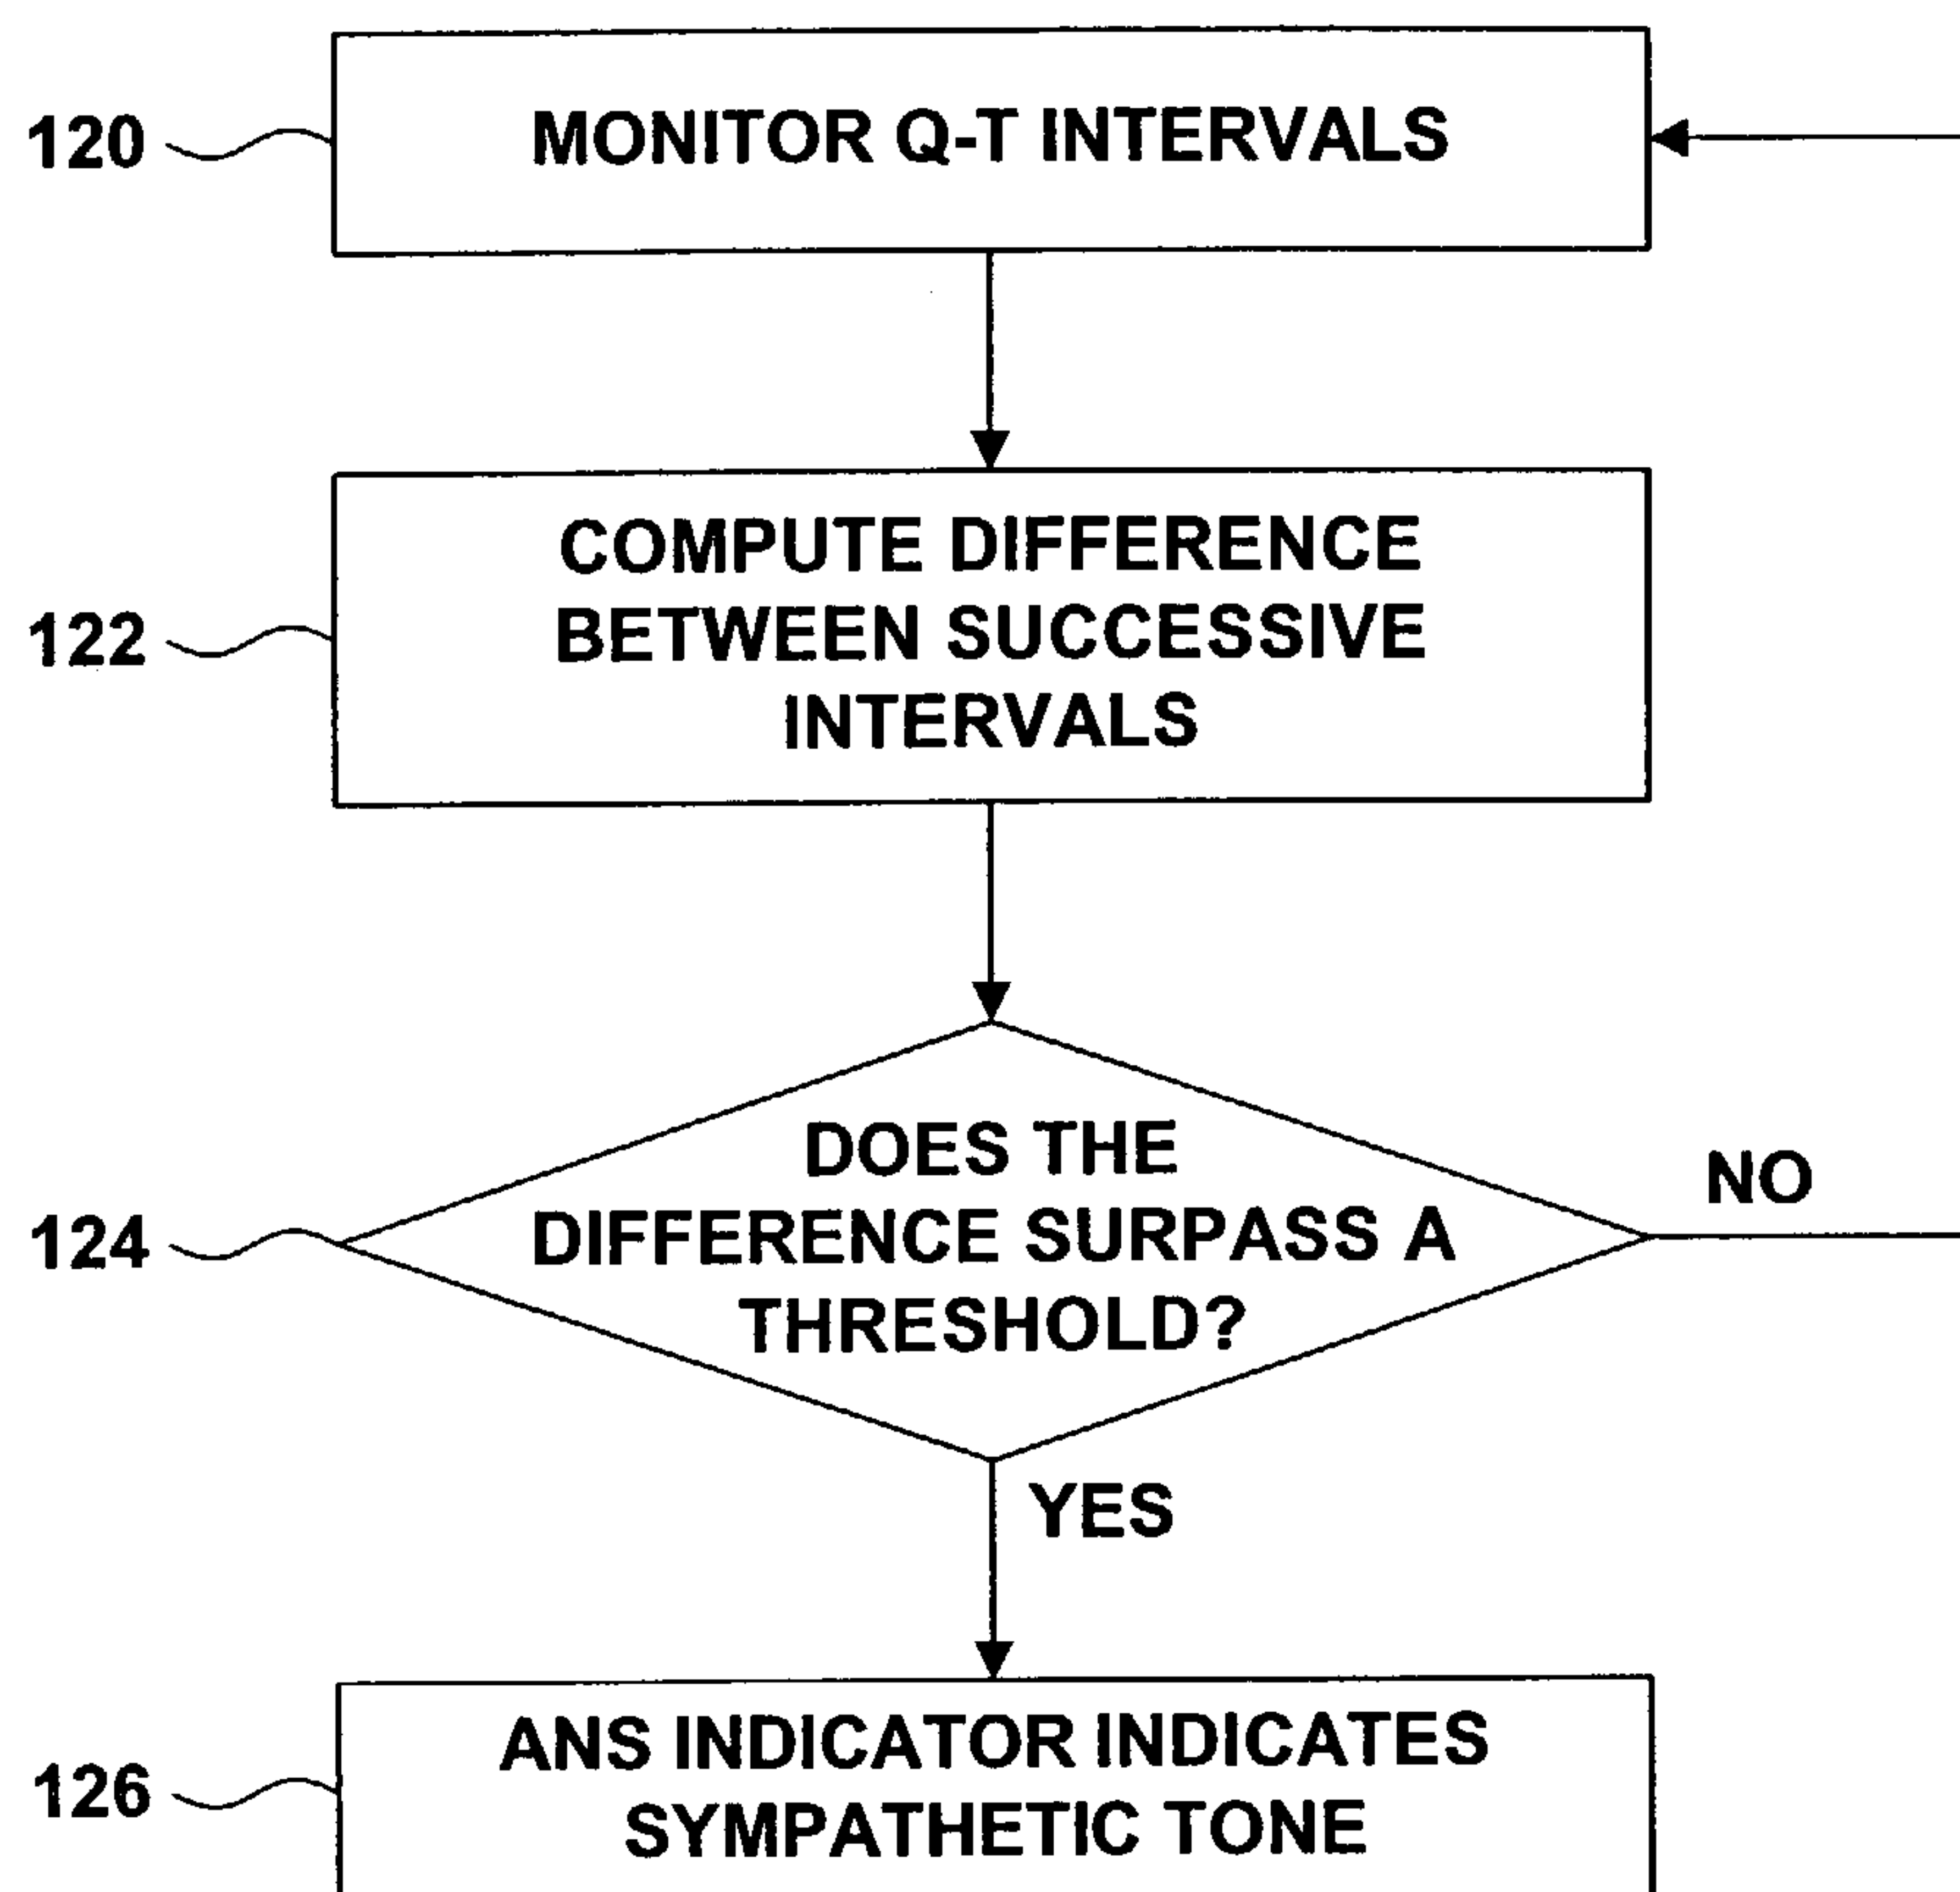 120
MONITOR Q-T INTERVALS
122
COMPUTE DIFFERENCE
BETWEEN SUCCESSIVE
INTERVALS
124
DOES THE
DIFFERENCE SURPASS A
THRESHOLD?
NO
YES
126
ANS INDICATOR INDICATES
SYMPATHETIC TONE